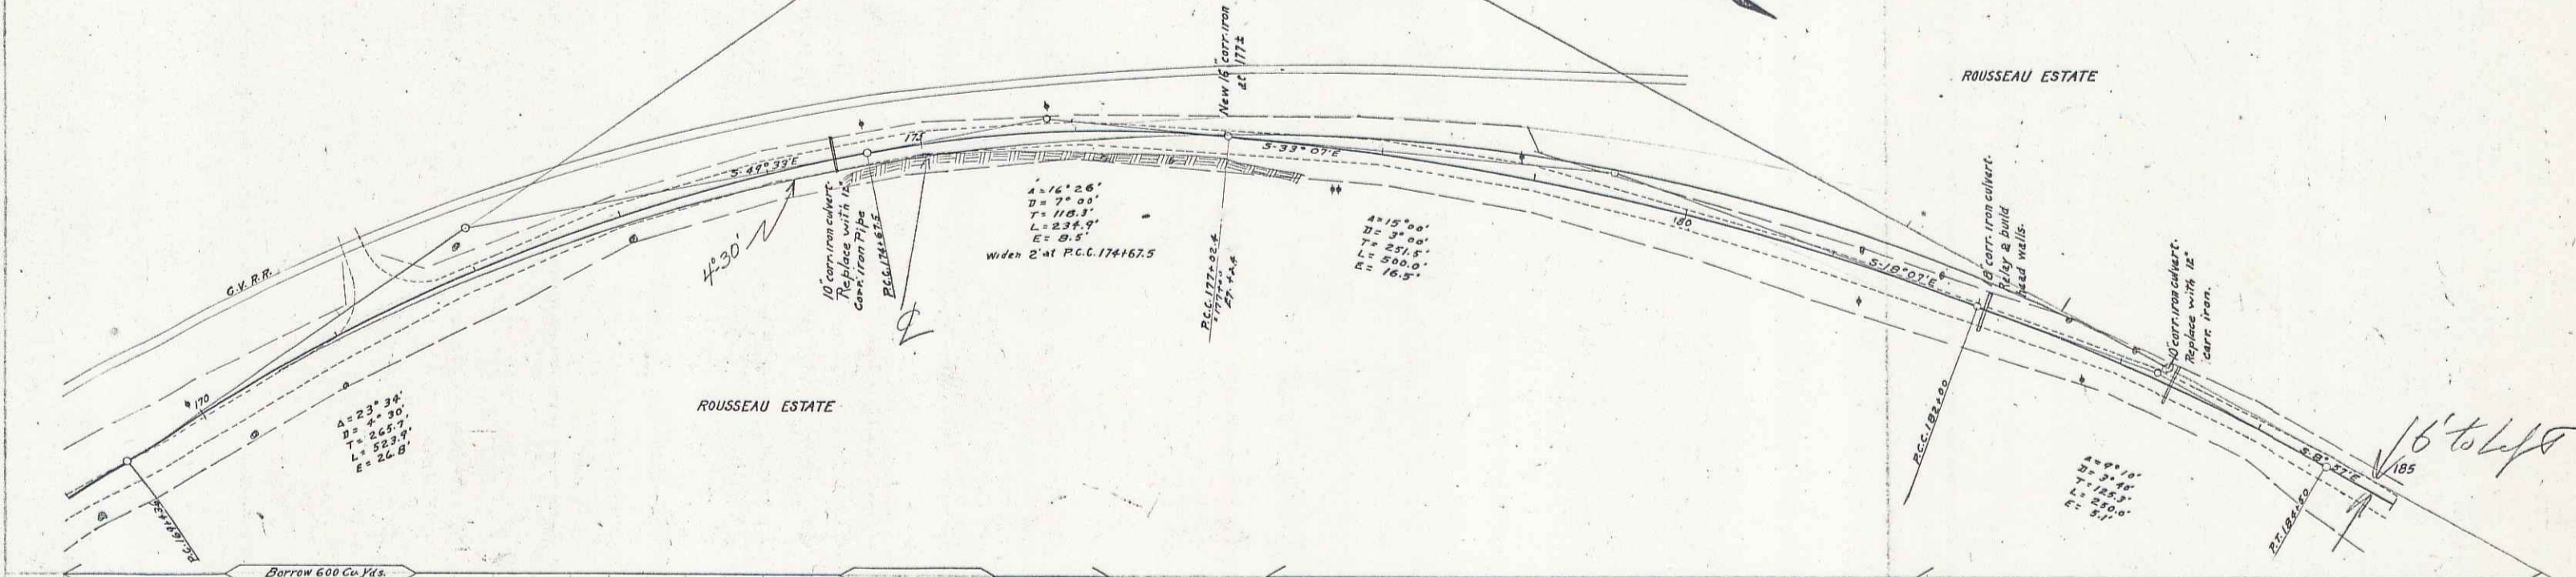 ROUSSEAU ESTATE
New 16" corr. iron
at 177±
175
S-49°33'E
S-33°07'E
10" corr. iron culvert.
Replace with 12"
Corr. iron Pipe
P.C.C. 174+67.5
Δ=16°26'
D= 7°00'
T= 118.3'
L= 234.9'
E= 8.5'
Widen 2' at P.C.C. 174+67.5
4°30'
℄
P.C.C. 177+02.4
Δ=15°00'
D= 3°00'
T= 251.5'
L= 500.0'
E= 16.5'
180
S-18°07'E
18" corr. iron culvert.
Relay & build
head walls.
10" corr. iron culvert.
Replace with 12"
corr. iron.
C.V. R.R.
170
Δ=23°34'
D= 4°30'
T= 265.7'
L= 523.9'
E= 26.8'
ROUSSEAU ESTATE
P.C.C. 182+00
6' to Left
185
S-8°57'E
Δ=9°10'
D= 3°40'
T= 125.3'
L= 250.0'
E= 5.1'
P.T. 184+50
Borrow 600 Cu. Yds.